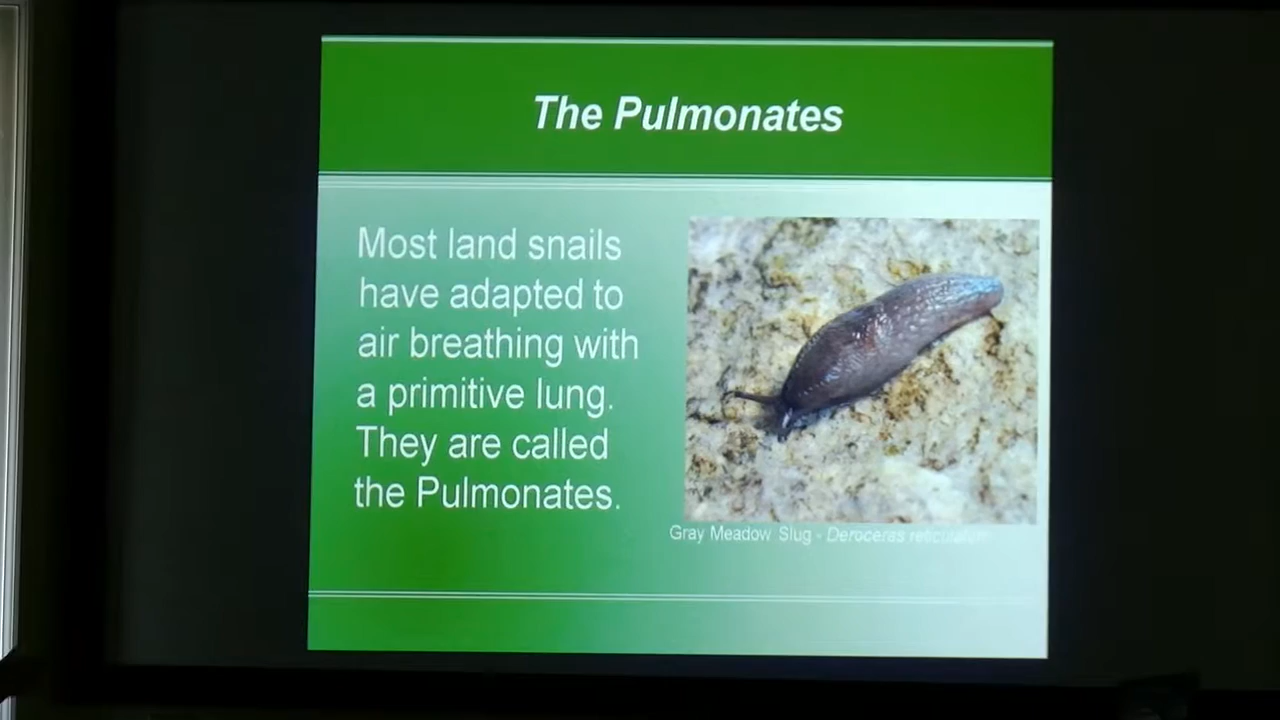 The Pulmonates
Most land snails
have adapted to
air breathing with
a primitive lung.
They are called
the Pulmonates.
Gray Meadow Slug - Deroceras reticulatum